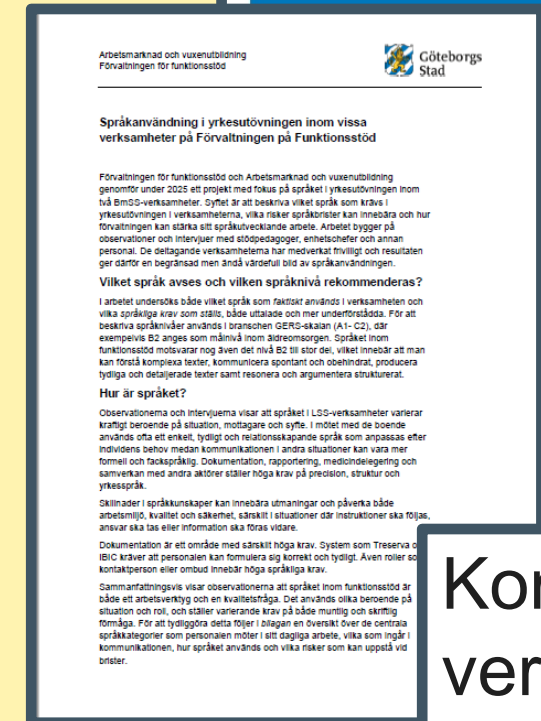 Arbetsmarknad och vuxenutbildning
Förvaltningen för funktionsstöd
Göteborgs
Stad
Språkanvändning i yrkesutövningen inom vissa
verksamheter på Förvaltningen på Funktionsstöd
Förvaltningen för funktionsstöd och Arbetsmarknad och vuxenutbildning
genomför under 2025 ett projekt med fokus på språket i yrkesutövningen inom
två BmSS-verksamheter. Syftet är att beskriva vilket språk som krävs i
yrkesutövningen i verksamheterna, vilka risker språkbrister kan innebära och hur
förvaltningen kan stärka sitt språkutvecklande arbete. Arbetet bygger på
observationer och intervjuer med stödpedagoger, enhetschefer och annan
personal. De deltagande verksamheterna har medverkat frivilligt och resultaten
ger därför en begränsad men ändå värdefull bild av språkanvändningen.
Vilket språk avses och vilken språknivå rekommenderas?
I arbetet undersöks både vilket språk som faktiskt används i verksamheten och
vilka språkliga krav som ställs, både uttalade och mer underförstådda. För att
beskriva språknivåer används i branschen GERS-skalan (A1- C2), där
exempelvis B2 anges som målnivå inom äldreomsorgen. Språket inom
funktionsstöd motsvarar nog även det nivå B2 till stor del, vilket innebär att man
kan förstå komplexa texter, kommunicera spontant och obehindrat, producera
tydliga och detaljerade texter samt resonera och argumentera strukturerat.
Hur är språket?
Observationerna och intervjuerna visar att språket i LSS-verksamheter varierar
kraftigt beroende på situation, mottagare och syfte. I mötet med de boende
används ofta ett enkelt, tydligt och relationsskapande språk som anpassas efter
individens behov medan kommunikationen i andra situationer kan vara mer
formell och fackspråklig. Dokumentation, rapportering, medicindelegering och
samverkan med andra aktörer ställer höga krav på precision, struktur och
yrkesspråk.
Skillnader i språkkunskaper kan innebära utmaningar och påverka både
arbetsmiljö, kvalitet och säkerhet, särskilt i situationer där instruktioner ska följas,
ansvar ska tas eller information ska föras vidare.
Dokumentation är ett område med särskilt höga krav. System som Treserva o
IBIC kräver att personalen kan formulera sig korrekt och tydligt. Även roller so
kontaktperson eller ombud innebär höga språkliga krav.
Sammanfattningsvis visar observationerna att språket inom funktionsstöd är
både ett arbetsverktyg och en kvalitetsfråga. Det används olika beroende på
situation och roll, och ställer varierande krav på både muntlig och skriftlig
förmåga. För att tydliggöra detta följer i bilagan en översikt över de centrala
språkkategorier som personalen möter i sitt dagliga arbete, vilka som ingår i
kommunikationen, hur språket används och vilka risker som kan uppstå vid
brister.
Kor
ver